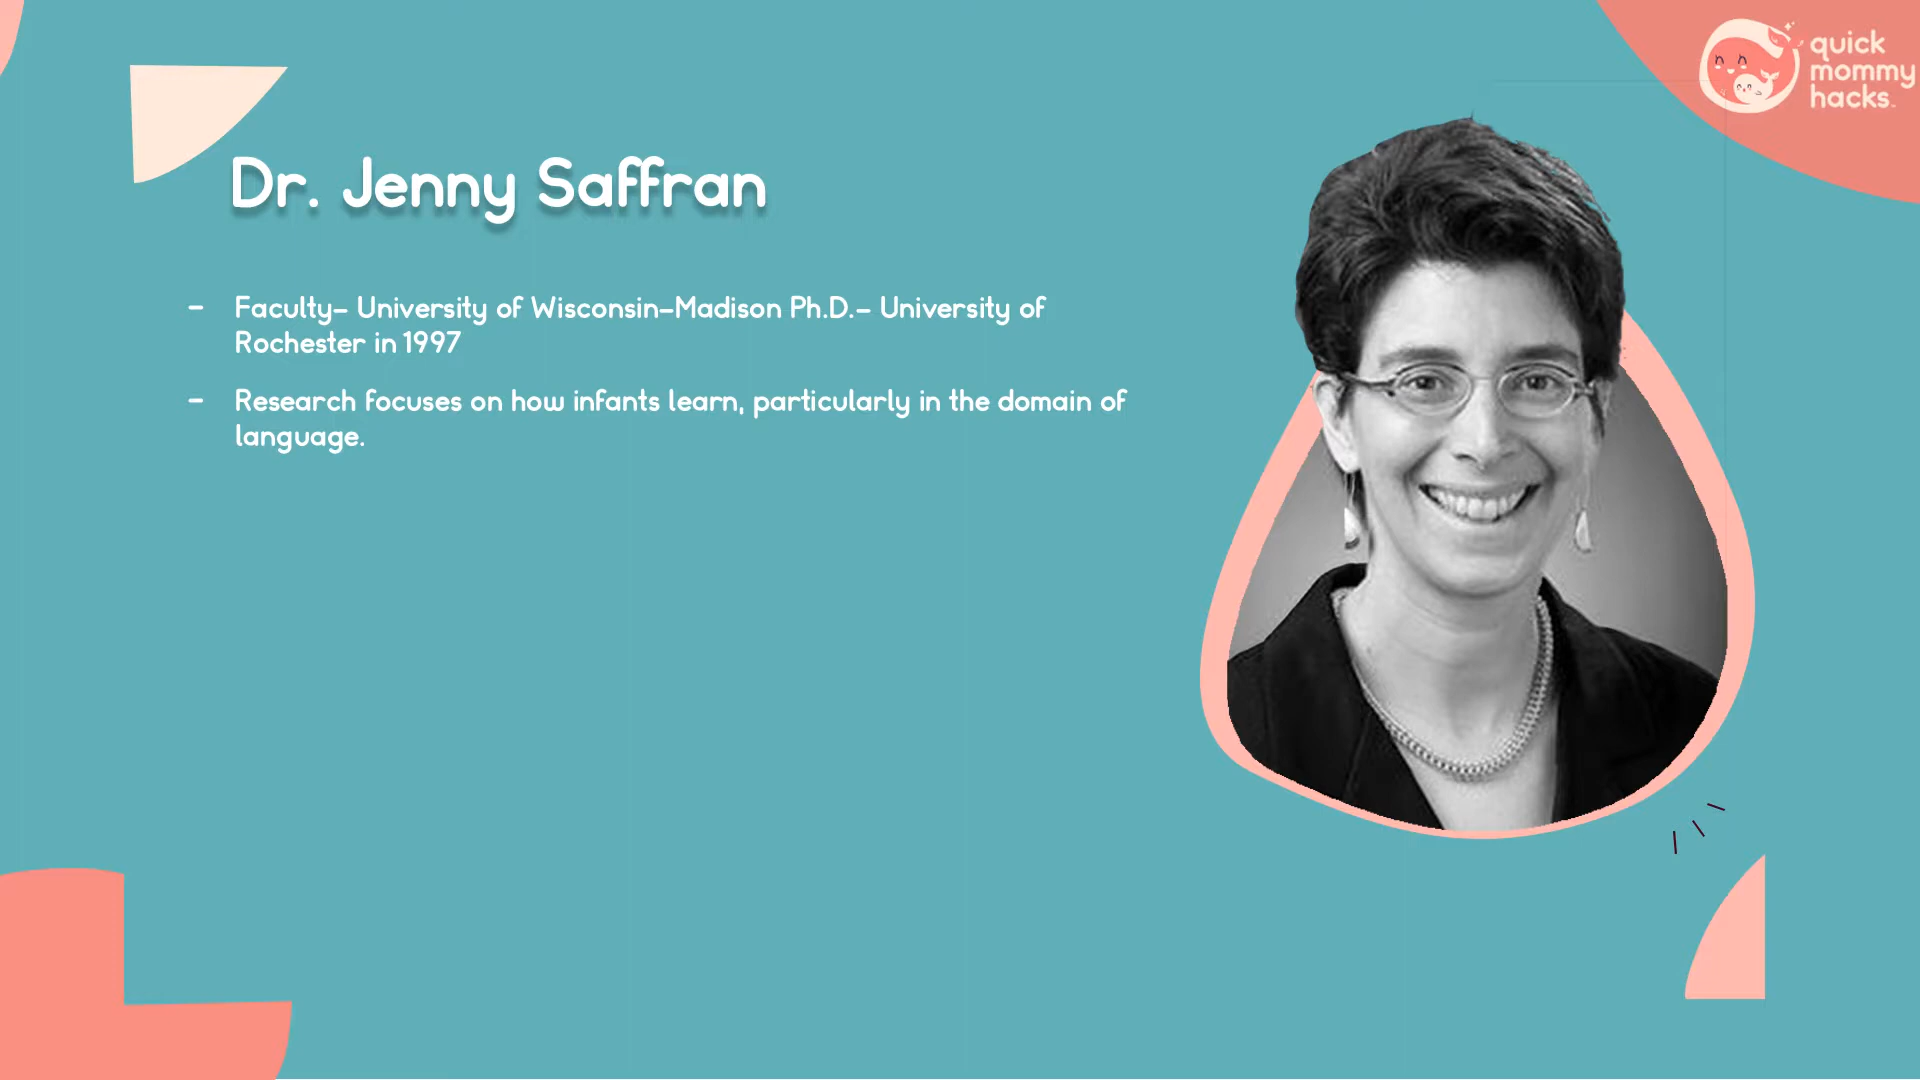 quick
mommy
hacks
Dr. Jenny Saffran
- Faculty- University of Wisconsin-Madison Ph.D.- University of
Rochester in 1997
- Research focuses on how infants learn, particularly in the domain of
language.